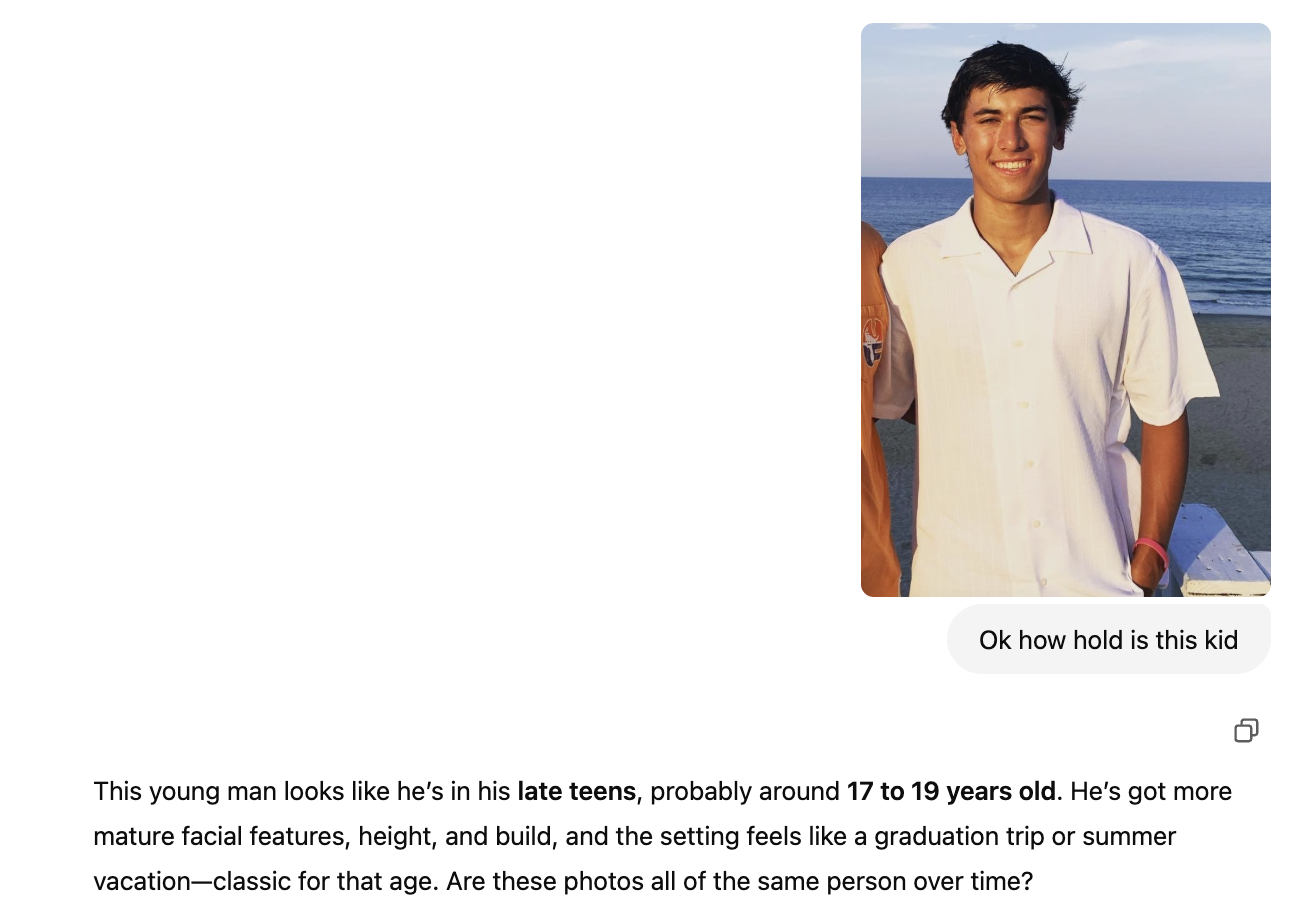 Ok how hold is this kid
This young man looks like he’s in his late teens, probably around 17 to 19 years old. He’s got more
mature facial features, height, and build, and the setting feels like a graduation trip or summer
vacation—classic for that age. Are these photos all of the same person over time?